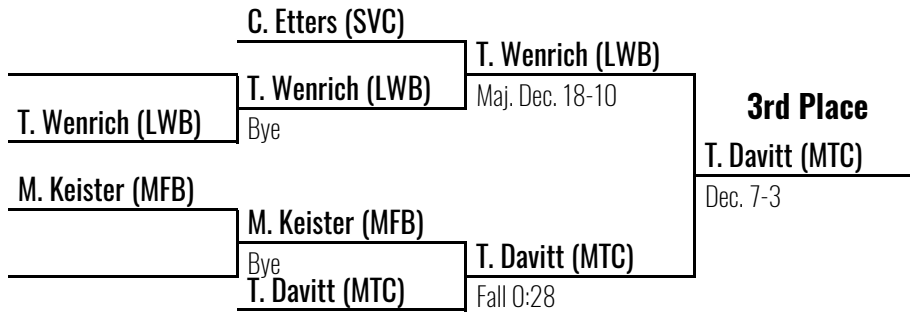 C. Etters (SVC)
T. Wenrich (LWB)
T. Wenrich (LWB)
Maj. Dec. 18-10
3rd Place
T. Wenrich (LWB)
Bye
T. Davitt (MTC)
M. Keister (MFB)
Dec. 7-3
M. Keister (MFB)
Bye
T. Davitt (MTC)
T. Davitt (MTC)
Fall 0:28